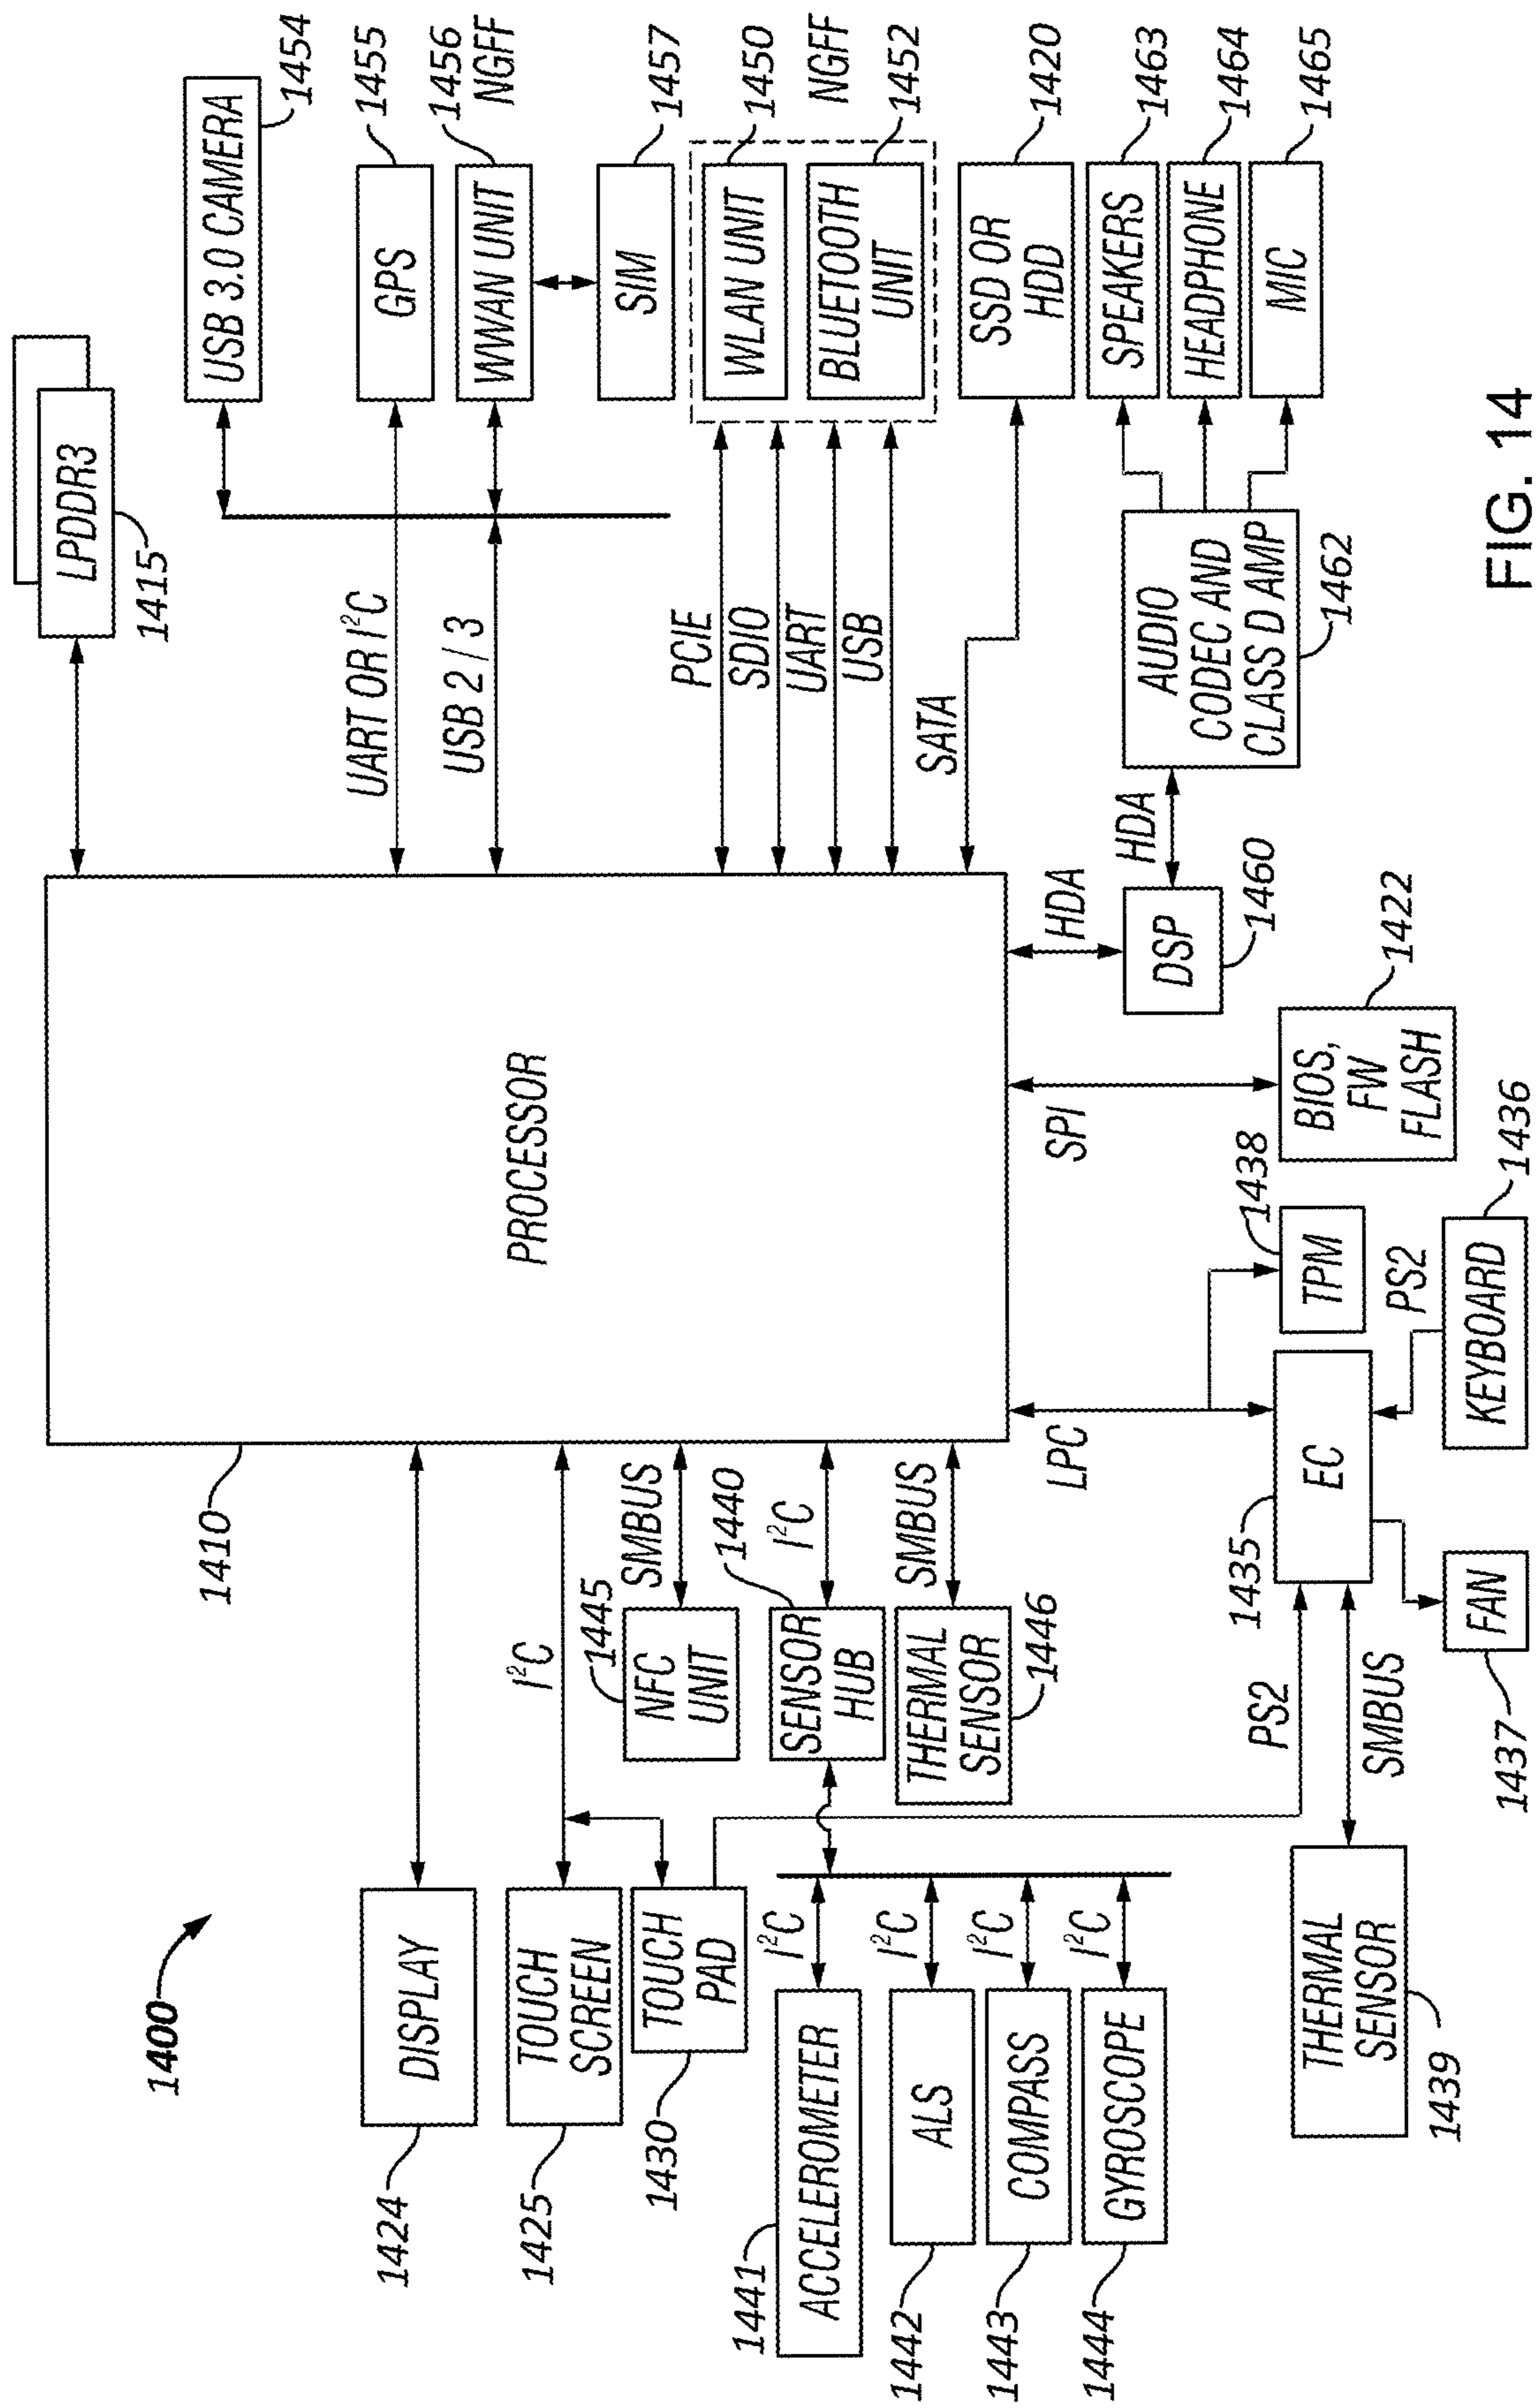 1400
LPDDR3
1415
USB 3.0 CAMERA
1454
DISPLAY
1424
1410
PROCESSOR
UART OR I²C
GPS
1455
USB 2 / 3
WWAN UNIT
1456
NGFF
SIM
1457
TOUCH
SCREEN
1425
I²C
TOUCH
PAD
1430
1445
NFC
UNIT
SMBUS
PCIE
SDIO
UART
USB
WLAN UNIT
1450
BLUETOOTH
UNIT
1452
NGFF
1440
SENSOR
HUB
I²C
THERMAL
SENSOR
1446
SMBUS
SATA
SSD OR
HDD
1420
1441
ACCELEROMETER
I²C
1442
ALS
I²C
1443
COMPASS
I²C
1444
GYROSCOPE
I²C
LPC
SPI
HDA
DSP
1460
HDA
AUDIO
CODEC AND
CLASS D AMP
1462
SPEAKERS
1463
HEADPHONE
1464
MIC
1465
PS2
1435
EC
1438
TPM
BIOS,
FW
FLASH
1422
THERMAL
SENSOR
1439
SMBUS
1437
FAN
PS2
KEYBOARD
1436
FIG. 14